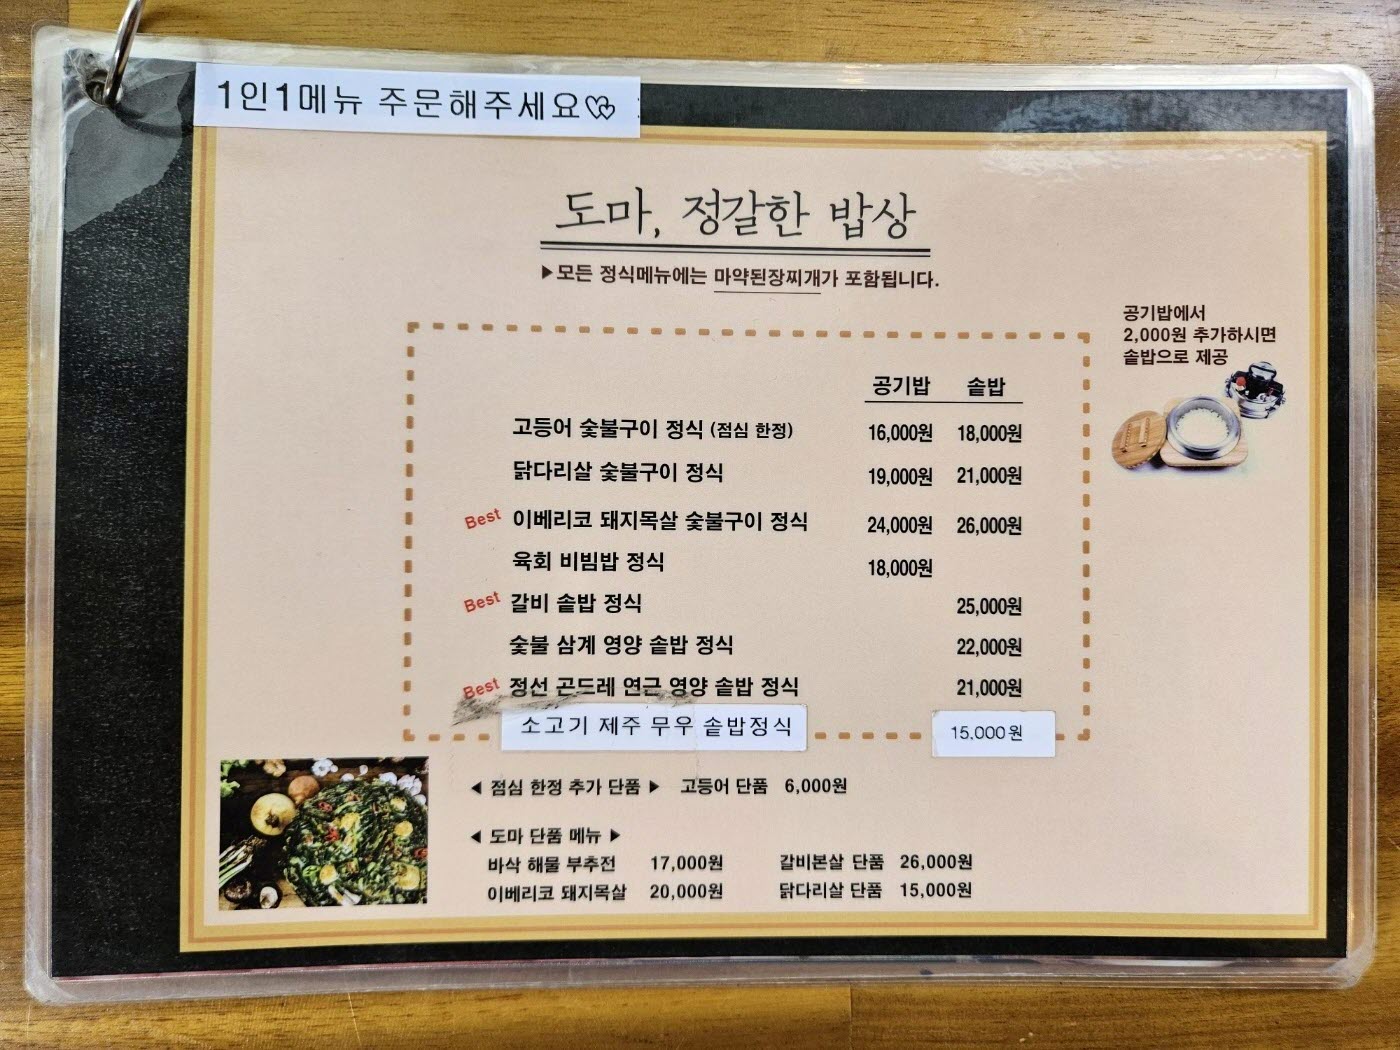 1인1메뉴 주문해주세요
도마, 정갈한 밥상
▶모든 정식메뉴에는 마약된장찌개가 포함됩니다.
공기밥에서
2,000원 추가하시면
솥밥으로 제공
공기밥 솥밥
고등어 숯불구이 정식 (점심 한정) 16,000원 18,000원
닭다리살 숯불구이 정식 19,000원 21,000원
Best 이베리코 돼지목살 숯불구이 정식 24,000원 26,000원
육회 비빔밥 정식 18,000원
Best 갈비 솥밥 정식 25,000원
숯불 삼계 영양 솥밥 정식 22,000원
Best 정선 곤드레 연근 영양 솥밥 정식 21,000원
소고기 제주 무우 솥밥정식 15.000원
◀ 점심 한정 추가 단품 ▶ 고등어 단품 6,000원
◀ 도마 단품 메뉴 ▶
바삭 해물 부추전 17,000원 갈비본살 단품 26,000원
이베리코 돼지목살 20,000원 닭다리살 단품 15,000원